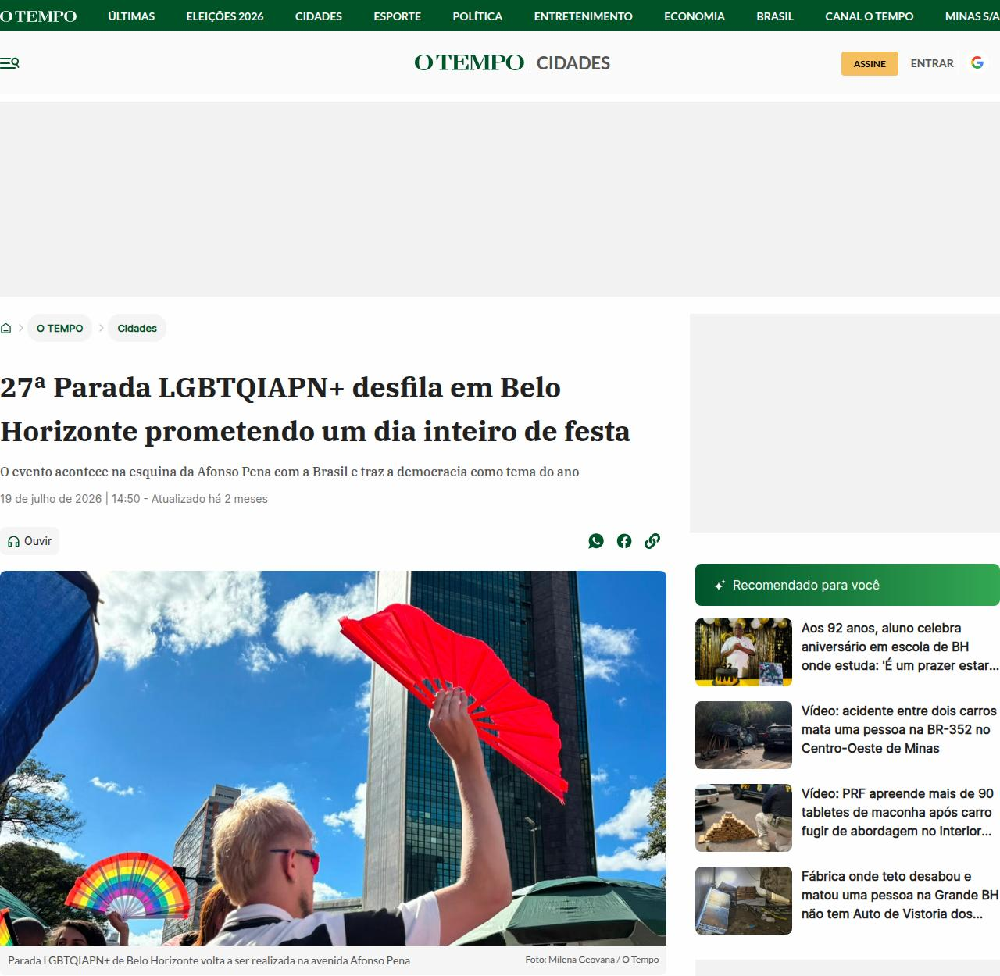 O TEMPO
ÚLTIMAS
ELEIÇÕES 2026
CIDADES
ESPORTE
POLÍTICA
ENTRETENIMENTO
ECONOMIA
BRASIL
CANAL O TEMPO
MINAS S/A
O TEMPO | CIDADES
ASSINE
ENTRAR
O TEMPO
Cidades
27ª Parada LGBTQIAPN+ desfila em Belo
Horizonte prometendo um dia inteiro de festa
O evento acontece na esquina da Afonso Pena com a Brasil e traz a democracia como tema do ano
19 de julho de 2026 | 14:50 - Atualizado há 2 meses
Ouvir
Parada LGBTQIAPN+ de Belo Horizonte volta a ser realizada na avenida Afonso Pena
Foto: Milena Geovana / O Tempo
Recomendado para você
Aos 92 anos, aluno celebra
aniversário em escola de BH
onde estuda: 'É um prazer estar...
Vídeo: acidente entre dois carros
mata uma pessoa na BR-352 no
Centro-Oeste de Minas
PRF
Vídeo: PRF apreende mais de 90
tabletes de maconha após carro
fugir de abordagem no interior...
Fábrica onde teto desabou e
matou uma pessoa na Grande BH
não tem Auto de Vistoria dos...